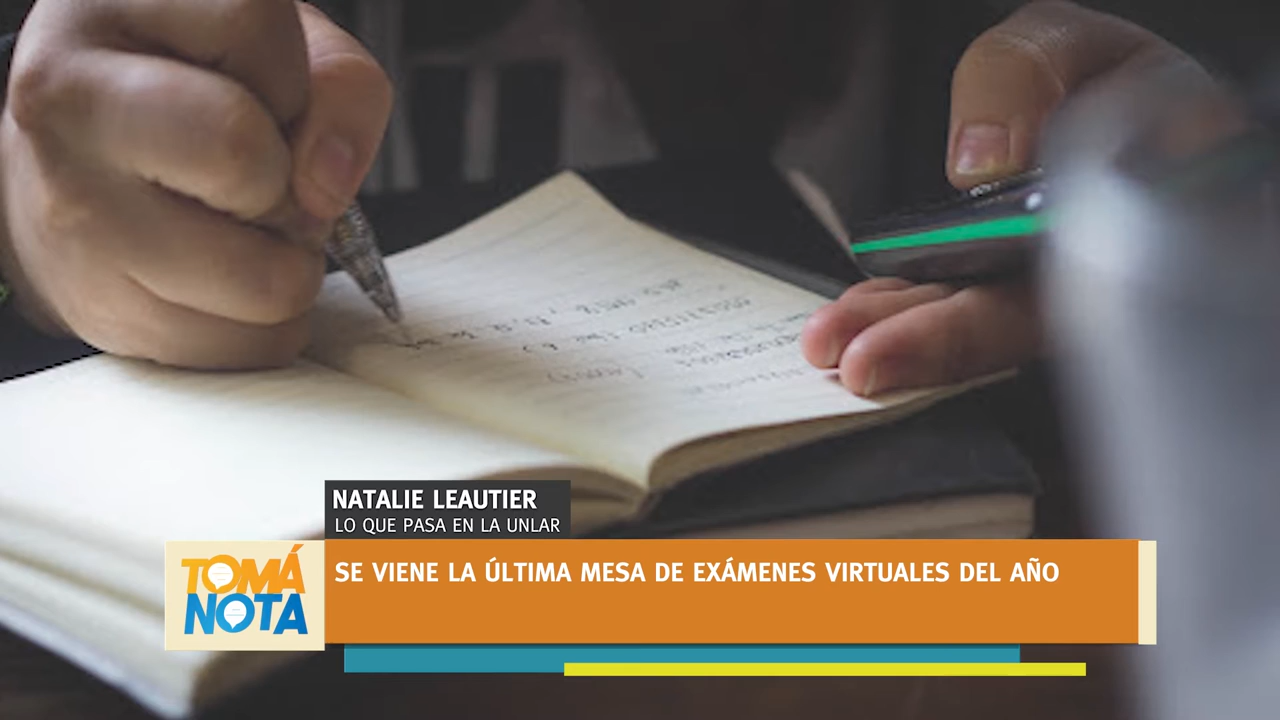 NATALIE LEAUTIER
LO QUE PASA EN LA UNLAR
TOMÁ
NOTA
SE VIENE LA ÚLTIMA MESA DE EXÁMENES VIRTUALES DEL AÑO